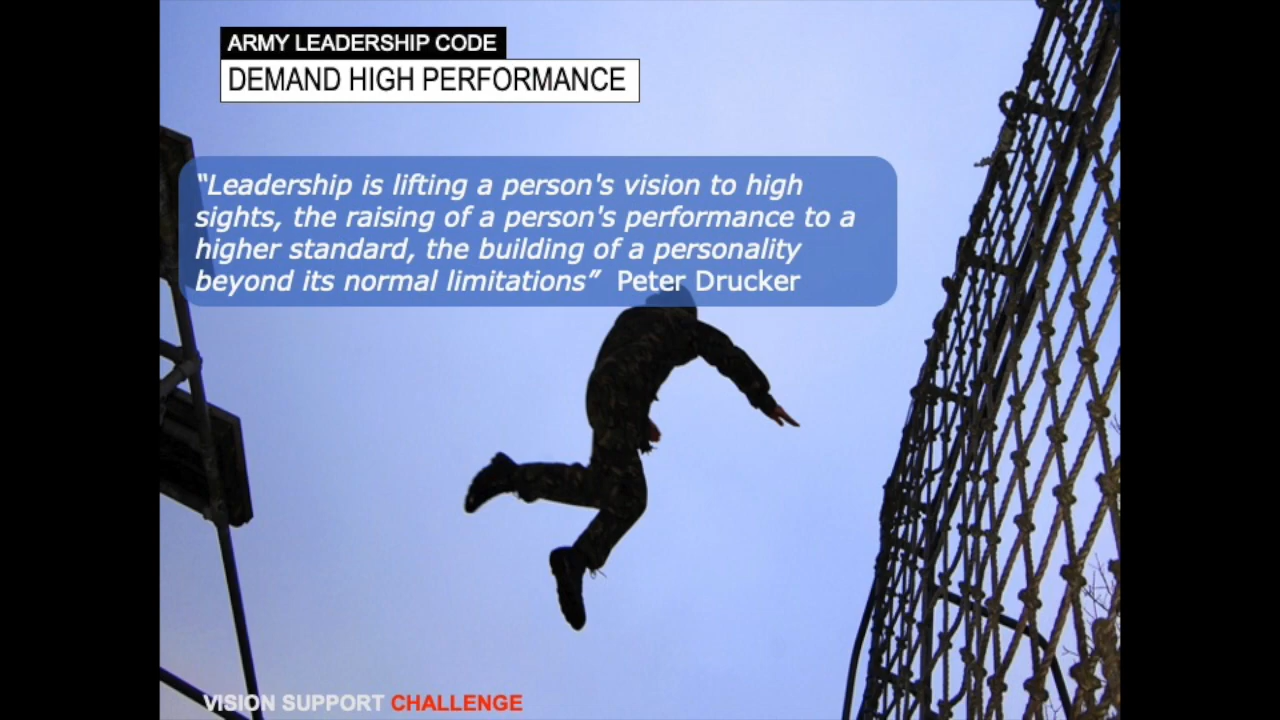 ARMY LEADERSHIP CODE
DEMAND HIGH PERFORMANCE
“Leadership is lifting a person's vision to high
sights, the raising of a person's performance to a
higher standard, the building of a personality
beyond its normal limitations” Peter Drucker
VISION SUPPORT CHALLENGE